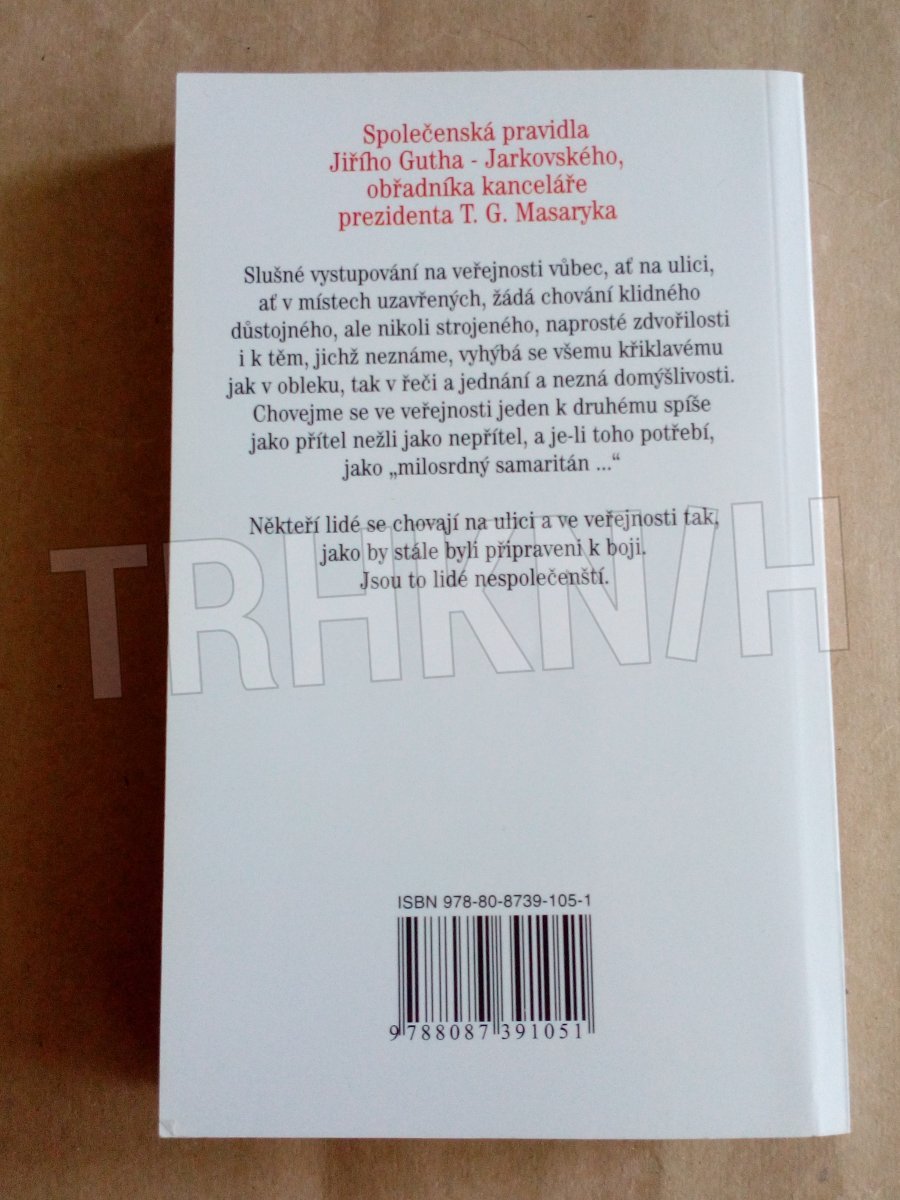 Společenská pravidla
Jiřího Gutha - Jarkovského,
obřadníka kanceláře
prezidenta T. G. Masaryka
Slušné vystupování na veřejnosti vůbec, ať na ulici,
ať v místech uzavřených, žádá chování klidného
důstojného, ale nikoli strojeného, naprosté zdvořilosti
i k těm, jichž neznáme, vyhýbá se všemu křiklavému
jak v obleku, tak v řeči a jednání a nezná domýšlivosti.
Chovejme se ve veřejnosti jeden k druhému spíše
jako přítel nežli jako nepřítel, a je-li toho potřebí,
jako „milosrdný samaritán ...“
Někteří lidé se chovají na ulici a ve veřejnosti tak,
jako by stále byli připraveni k boji.
Jsou to lidé nespolečenští.
TRHKNIH
ISBN 978-80-8739-105-1
9 788087 391051